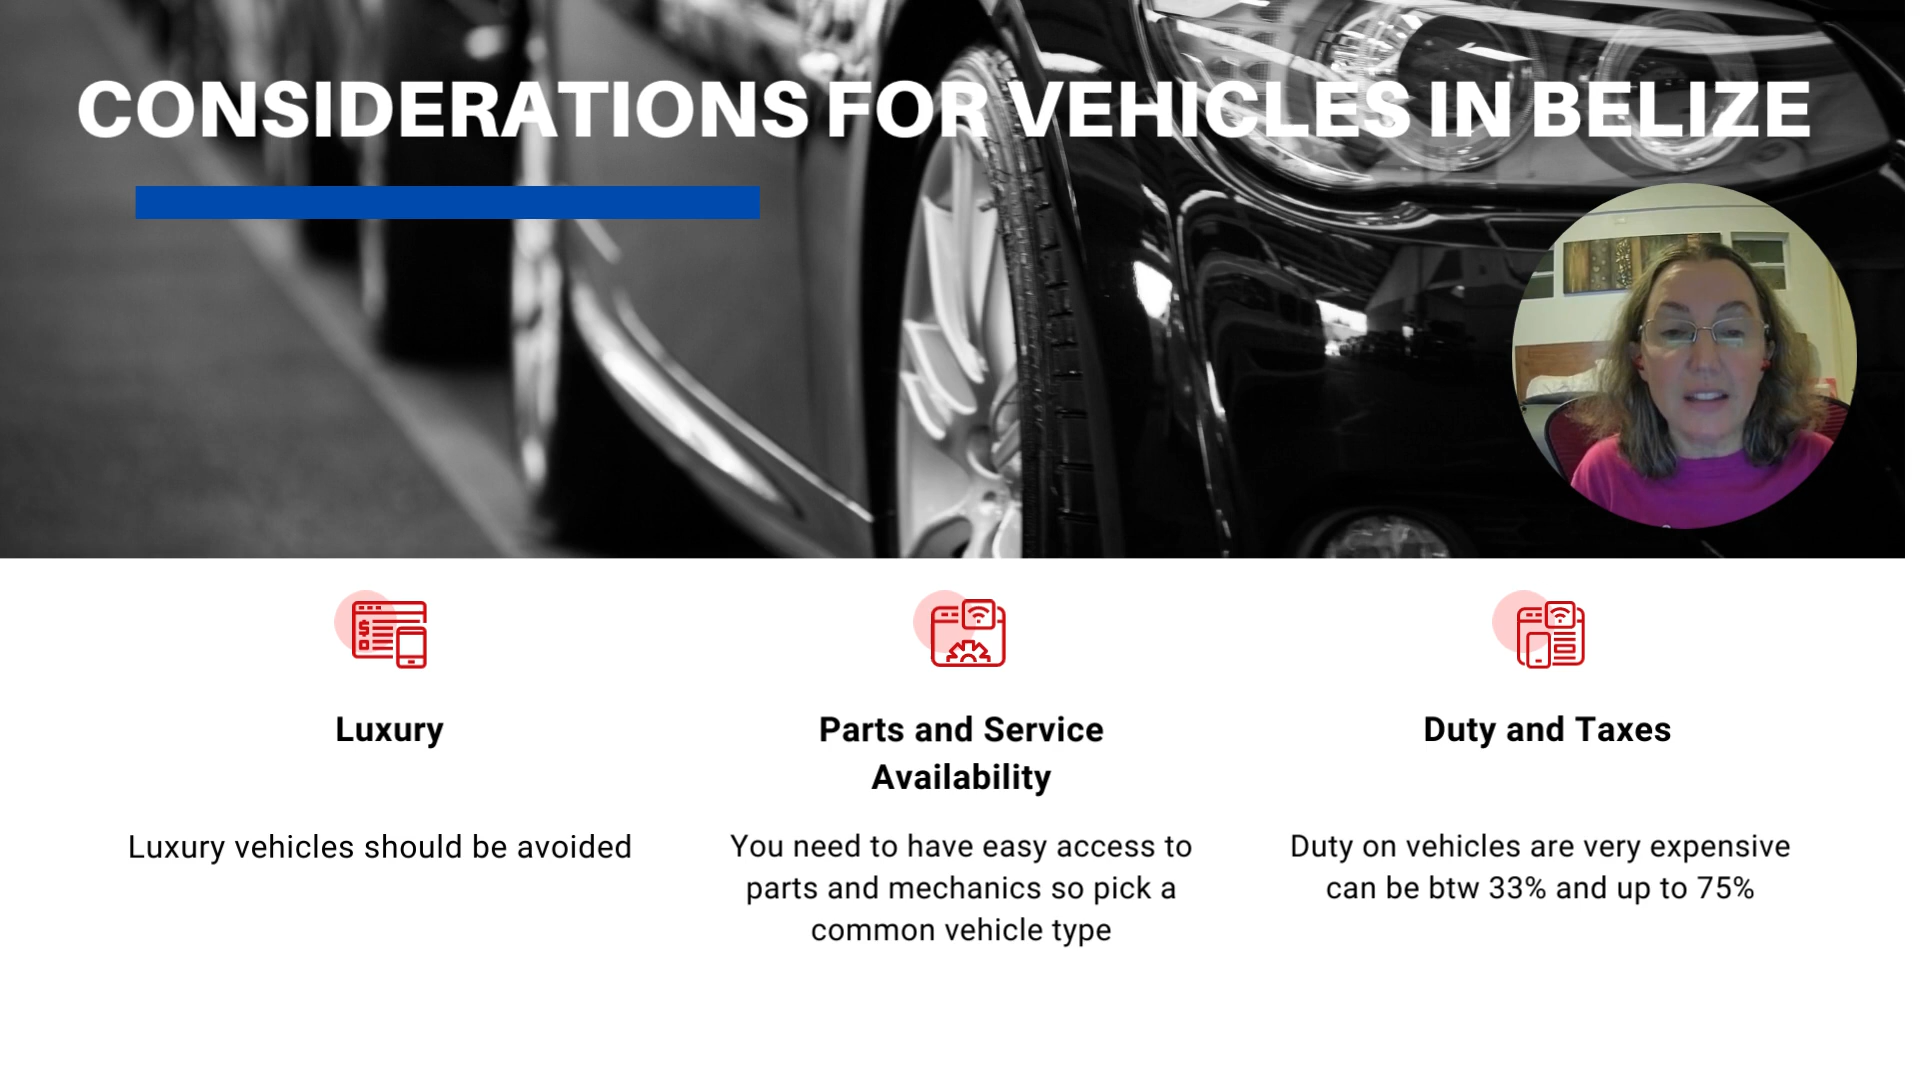 CONSIDERATIONS FOR VEHICLES IN BELIZE
Luxury
Luxury vehicles should be avoided
Parts and Service
Availability
You need to have easy access to
parts and mechanics so pick a
common vehicle type
Duty and Taxes
Duty on vehicles are very expensive
can be btw 33% and up to 75%